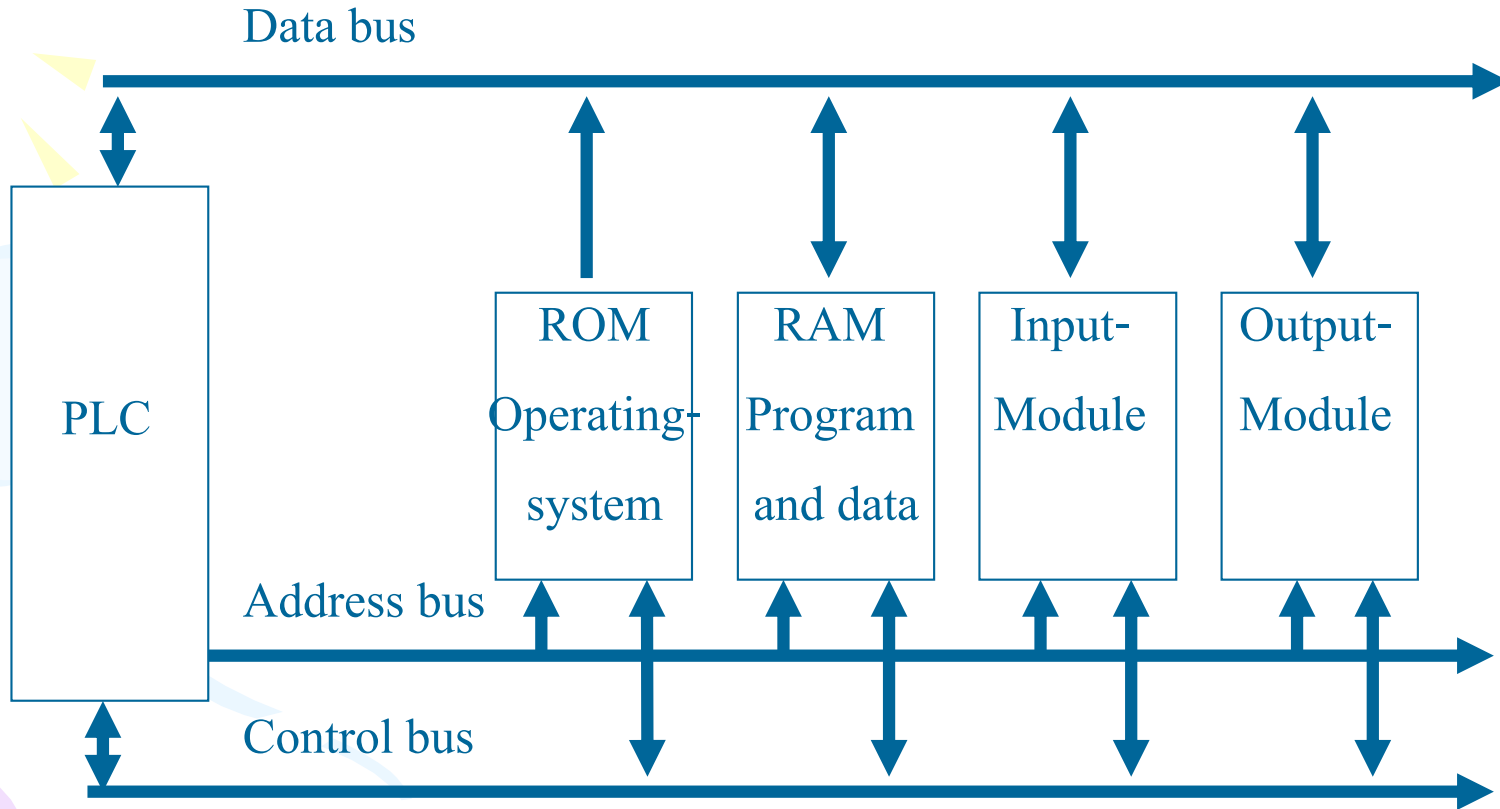 Data bus
PLC
ROM
Operating-
system
RAM
Program
and data
Input-
Module
Output-
Module
Address bus
Control bus